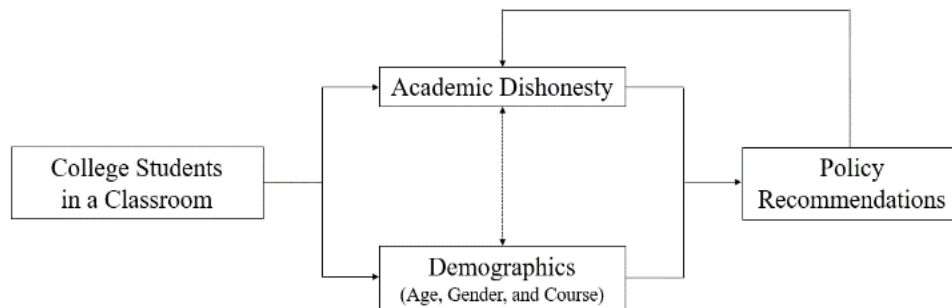 Academic Dishonesty
College Students
in a Classroom
Policy
Recommendations
Demographics
(Age, Gender, and Course)